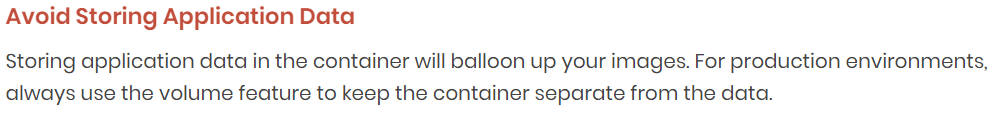 Avoid Storing Application Data
Storing application data in the container will balloon up your images. For production environments,
always use the volume feature to keep the container separate from the data.